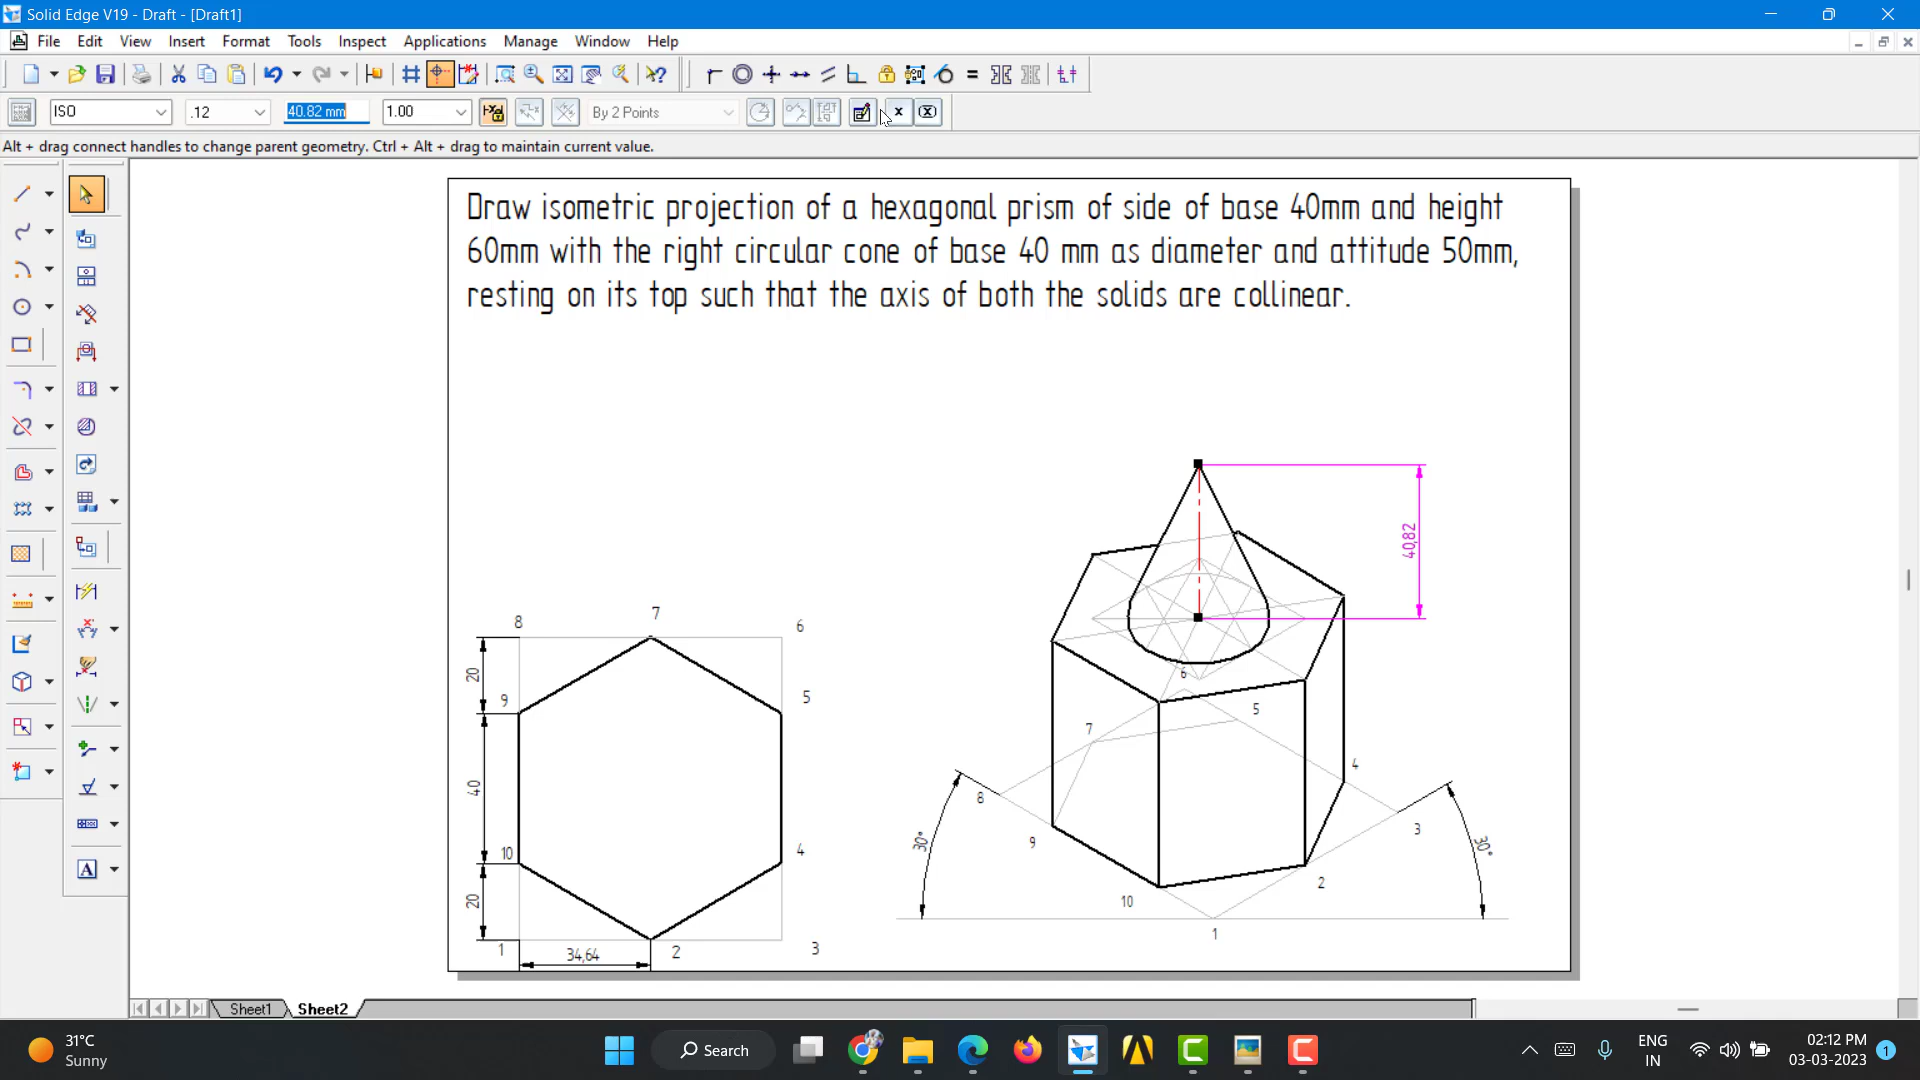 Solid Edge V19 - Draft - [Draft1]
File Edit View Insert Format Tools Inspect Applications Manage Window Help
ISO .12 40.82 mm 1.00 By 2 Points
Alt + drag connect handles to change parent geometry. Ctrl + Alt + drag to maintain current value.
Draw isometric projection of a hexagonal prism of side of base 40mm and height
60mm with the right circular cone of base 40 mm as diameter and attitude 50mm,
resting on its top such that the axis of both the solids are collinear.
40,82
8 7 6
20
9 5
6
5
7
4
40
8
3
30°
30°
9
10 4
2
20
10
1
1 2 3
34,64
Sheet1 Sheet2
31°C
Sunny
Search
ENG
IN
02:12 PM
03-03-2023
1